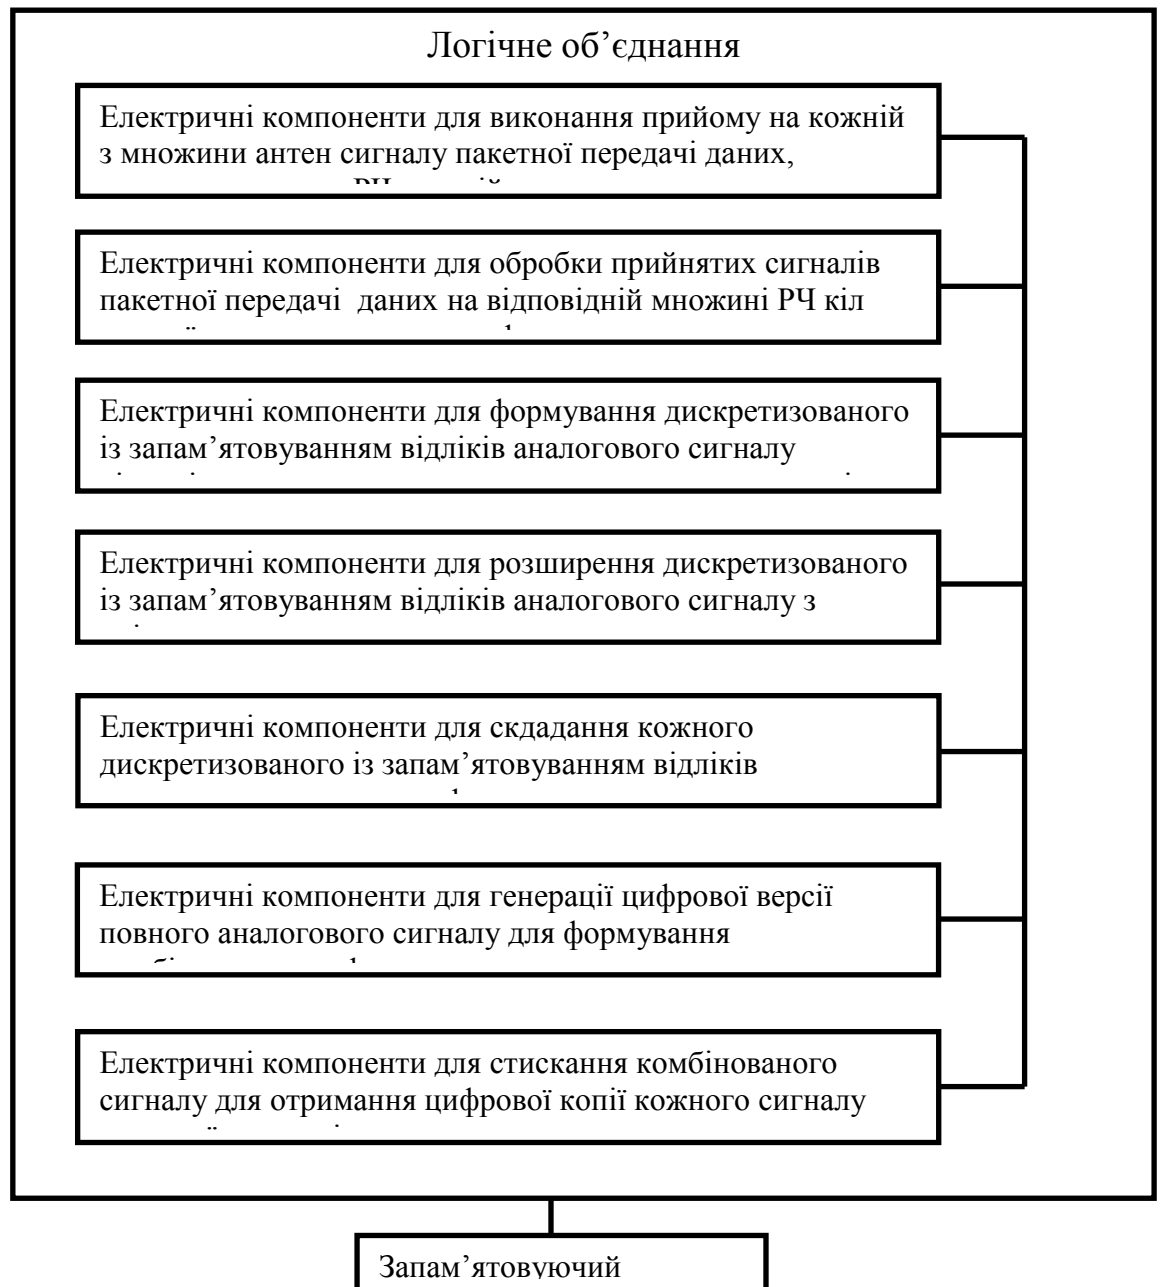 Логічне об’єднання
Електричні компоненти для виконання прийому на кожній
з множини антен сигналу пакетної передачі даних,
Електричні компоненти для обробки прийнятих сигналів
пакетної передачі даних на відповідній множині РЧ кіл
Електричні компоненти для формування дискретизованого
із запам’ятовуванням відліків аналогового сигналу
Електричні компоненти для розширення дискретизованого
із запам’ятовуванням відліків аналогового сигналу з
Електричні компоненти для скдадання кожного
дискретизованого із запам’ятовуванням відліків
Електричні компоненти для генерації цифрової версії
повного аналогового сигналу для формування
Електричні компоненти для стискання комбінованого
сигналу для отримання цифрової копії кожного сигналу
Запам’ятовуючий